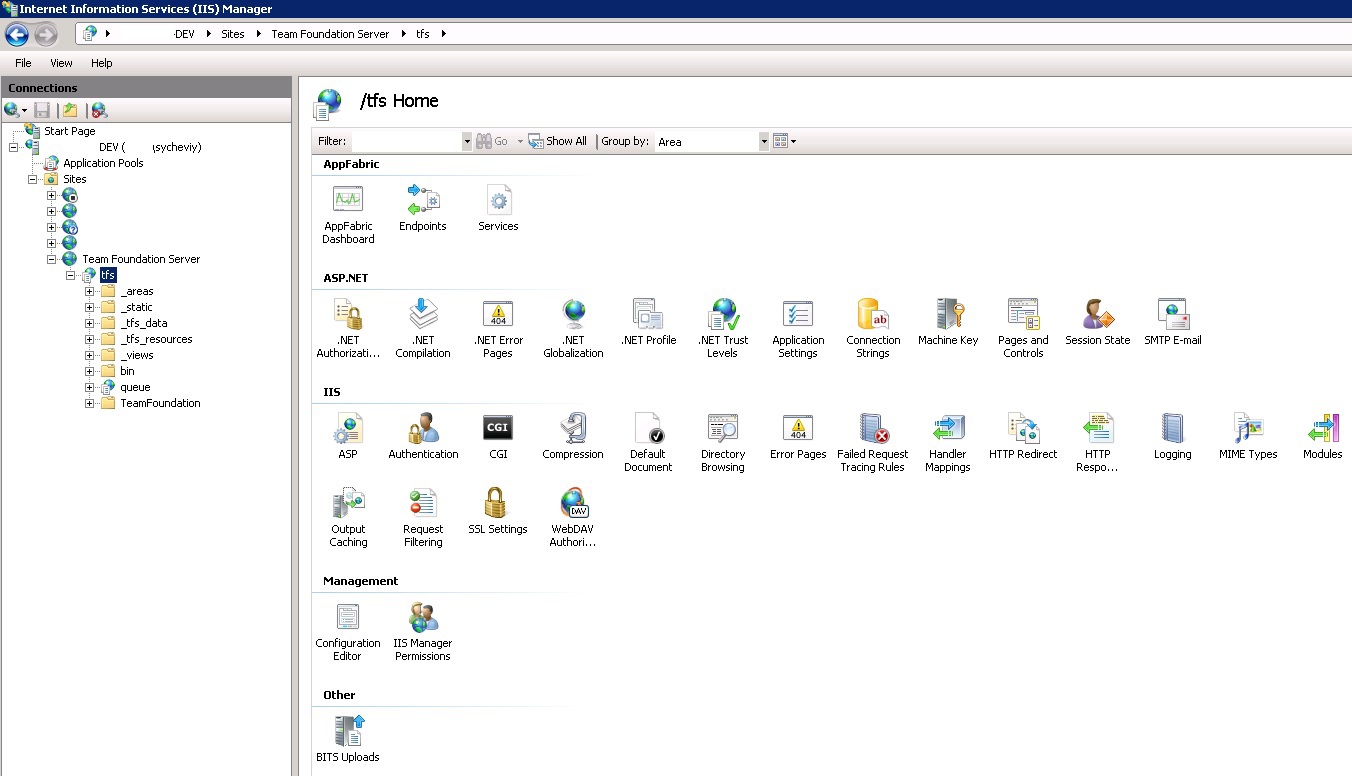 Internet Information Services (IIS) Manager
-DEV Sites Team Foundation Server tfs
File View Help
Connections
Start Page
DEV ( \sycheviy)
Application Pools
Sites
Team Foundation Server
tfs
_areas
_static
_tfs_data
_tfs_resources
_views
bin
queue
TeamFoundation
/tfs Home
Filter: Go Show All Group by: Area
AppFabric
AppFabric Dashboard
Endpoints
Services
ASP.NET
.NET Authorizati...
.NET Compilation
404
.NET Error Pages
.NET Globalization
.NET Profile
.NET Trust Levels
Application Settings
ab
Connection Strings
Machine Key
Pages and Controls
Session State
SMTP E-mail
IIS
ASP
Authentication
CGI
CGI
Compression
Default Document
Directory Browsing
404
Error Pages
Failed Request Tracing Rules
Handler Mappings
HTTP Redirect
HTTP Respo...
Logging
MIME Types
Modules
Output Caching
Request Filtering
SSL Settings
DAV
WebDAV Authori...
Management
Configuration Editor
IIS Manager Permissions
Other
BITS Uploads